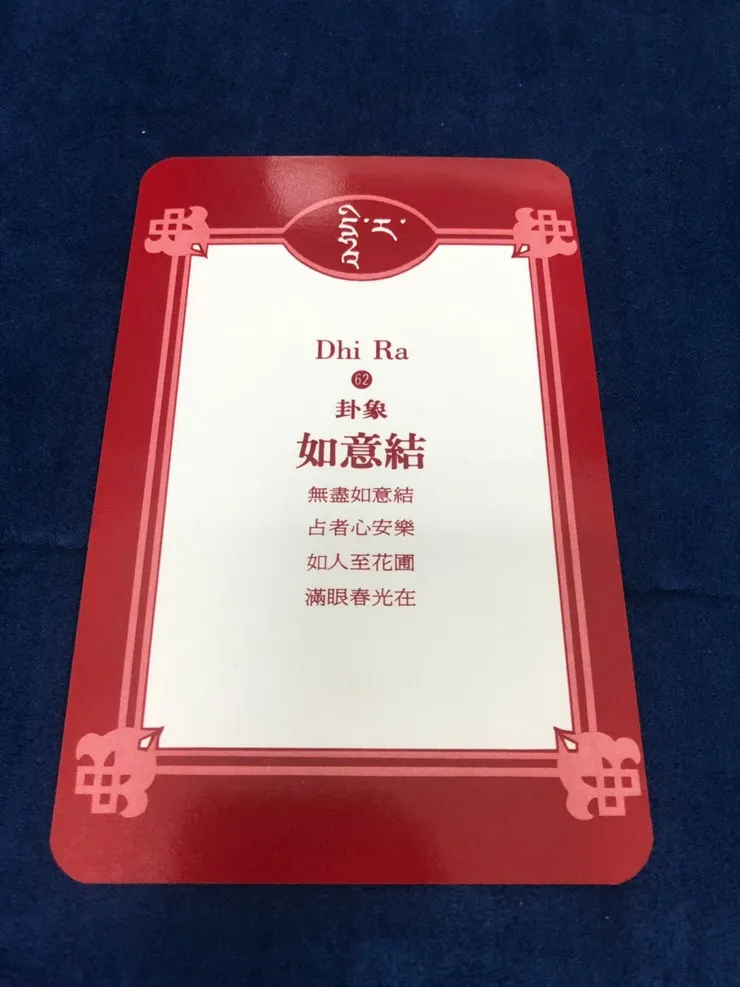 Dhi Ra
62
卦象
如意結
無盡如意結
占者心安樂
如人至花圃
滿眼春光在